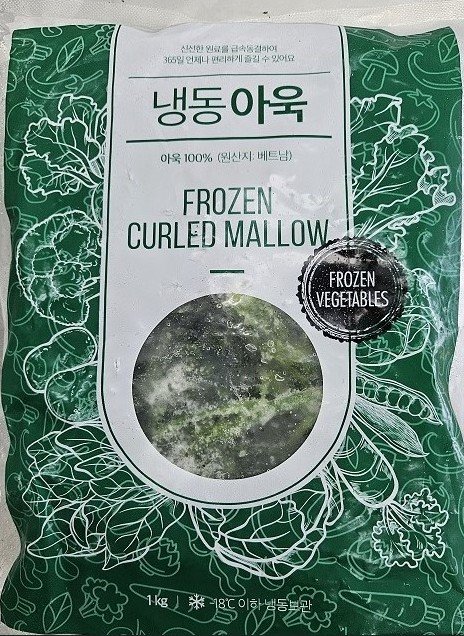 신선한 원료를 급속동결하여
365일 언제나 편리하게 즐길 수 있어요
냉동 아욱
아욱 100% (원산지: 베트남)
FROZEN
CURLED MALLOW
FROZEN
VEGETABLES
1kg | -18℃ 이하 냉동보관